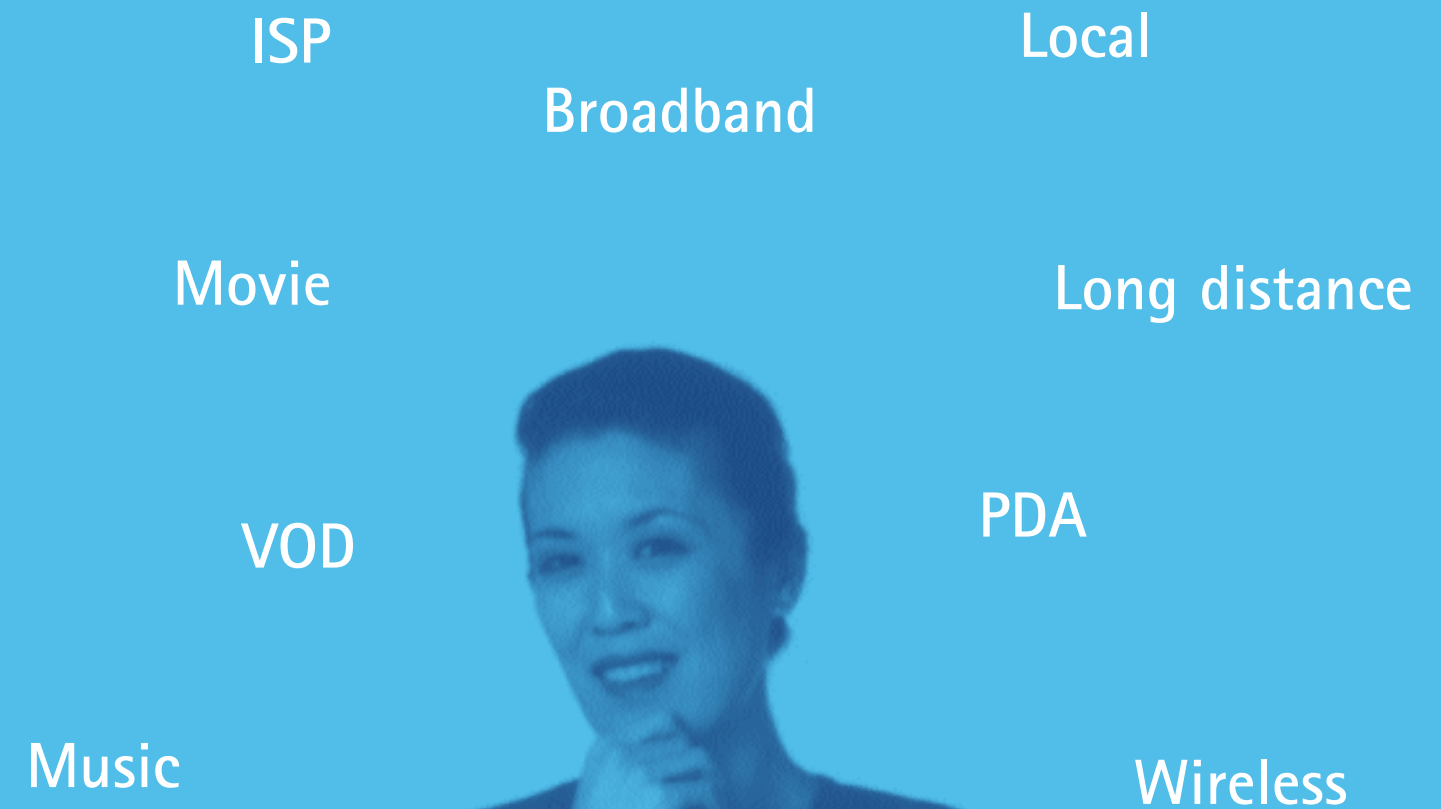 ISP
Local
Broadband
Movie
Long distance
VOD
PDA
Music
Wireless